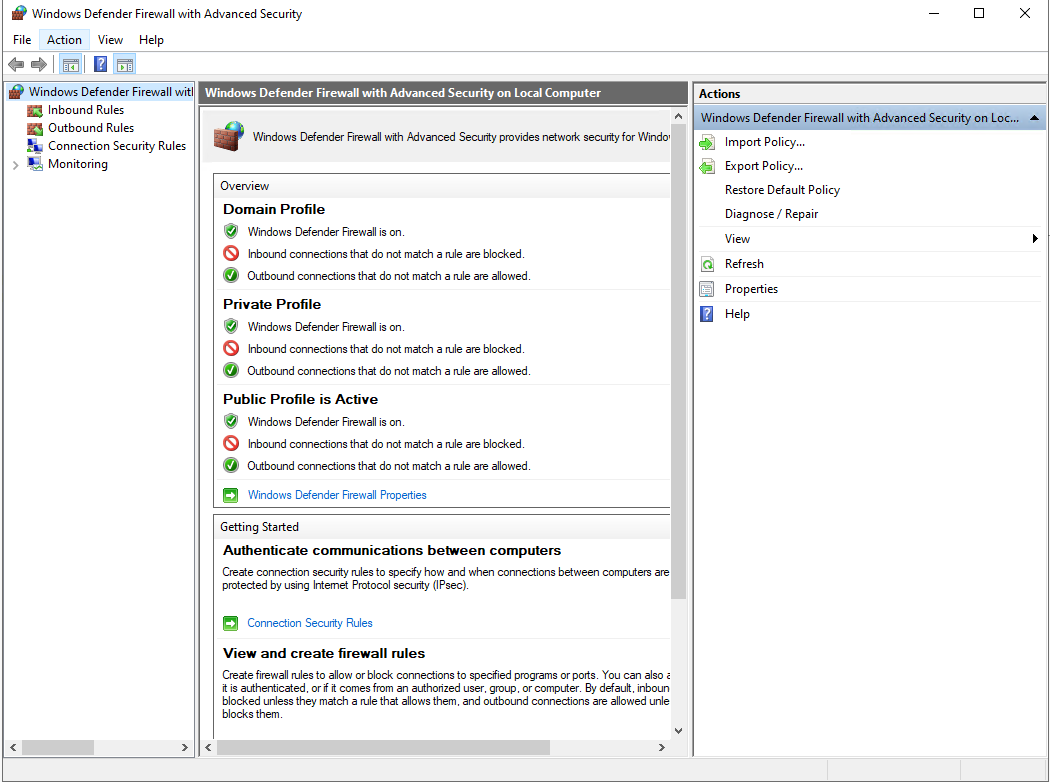 Windows Defender Firewall with Advanced Security
File Action View Help
Windows Defender Firewall wit
Inbound Rules
Outbound Rules
Connection Security Rules
Monitoring
Windows Defender Firewall with Advanced Security on Local Computer
Windows Defender Firewall with Advanced Security provides network security for Window
Overview
Domain Profile
Windows Defender Firewall is on.
Inbound connections that do not match a rule are blocked.
Outbound connections that do not match a rule are allowed.
Private Profile
Windows Defender Firewall is on.
Inbound connections that do not match a rule are blocked.
Outbound connections that do not match a rule are allowed.
Public Profile is Active
Windows Defender Firewall is on.
Inbound connections that do not match a rule are blocked.
Outbound connections that do not match a rule are allowed.
Windows Defender Firewall Properties
Getting Started
Authenticate communications between computers
Create connection security rules to specify how and when connections between computers are
protected by using Internet Protocol security (IPsec).
Connection Security Rules
View and create firewall rules
Create firewall rules to allow or block connections to specified programs or ports. You can also a
it is authenticated, or if it comes from an authorized user, group, or computer. By default, inboun
blocked unless they match a rule that allows them, and outbound connections are allowed unle
blocks them.
Actions
Windows Defender Firewall with Advanced Security on Loc...
Import Policy...
Export Policy...
Restore Default Policy
Diagnose / Repair
View
Refresh
Properties
Help